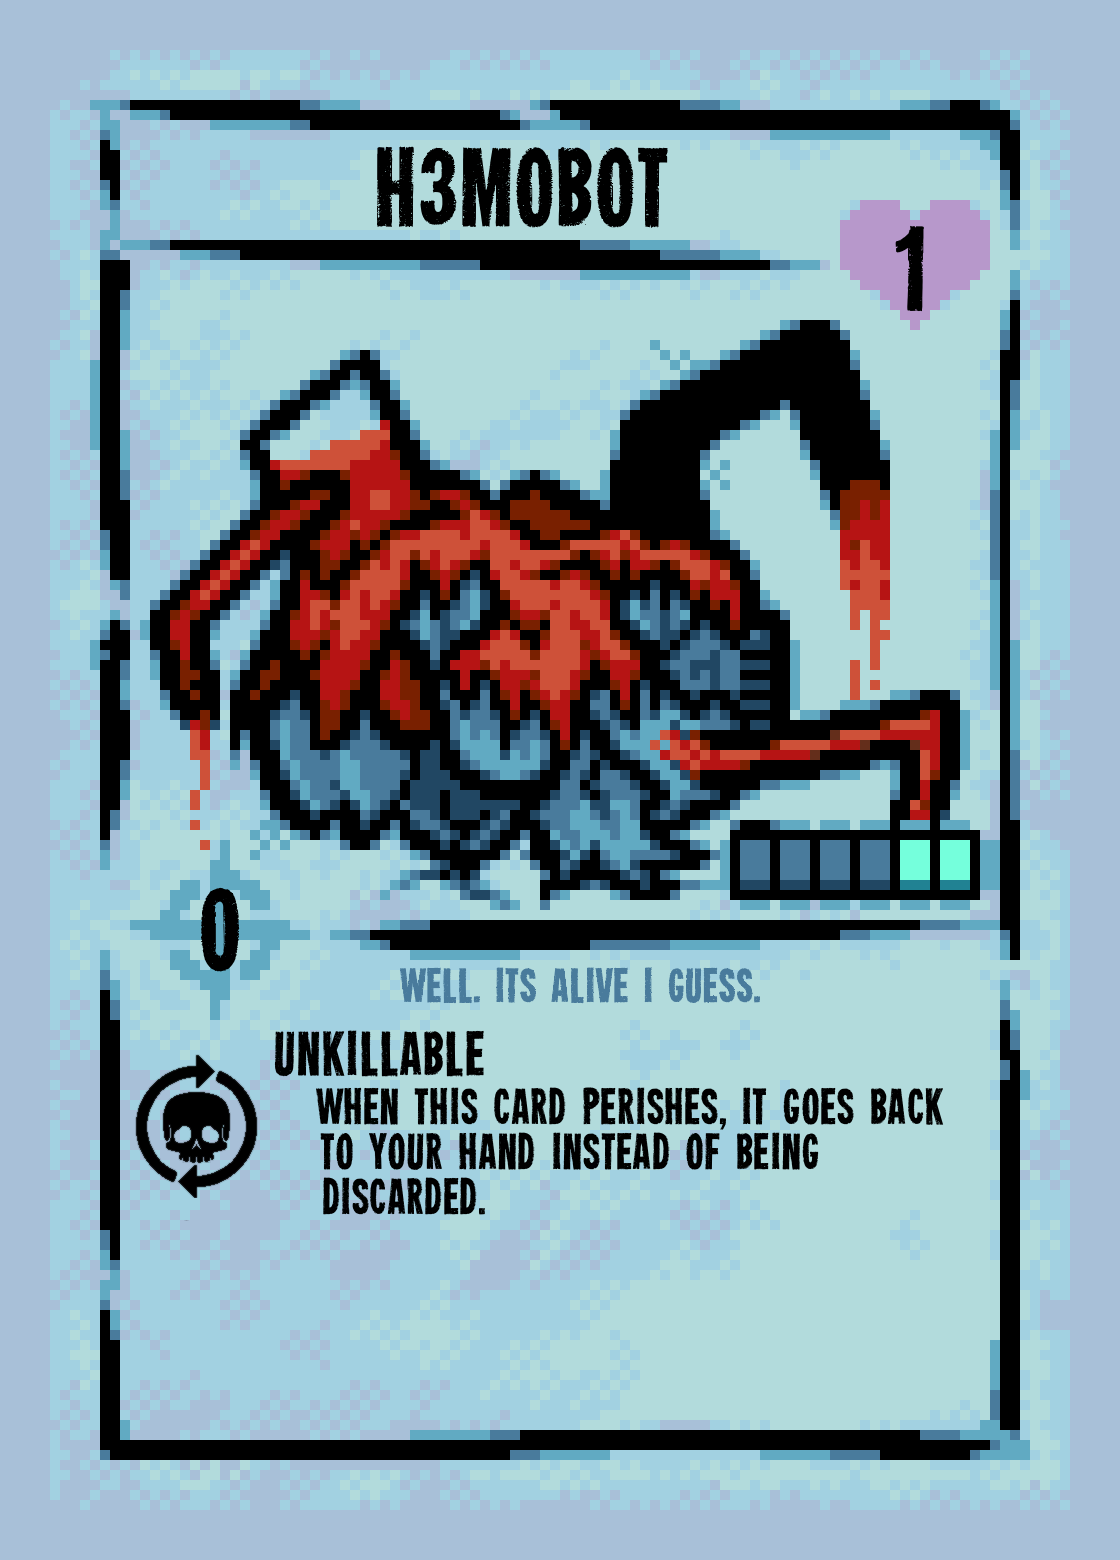 H3MOBOT
1
0
WELL. ITS ALIVE I GUESS.
UNKILLABLE
WHEN THIS CARD PERISHES, IT GOES BACK
TO YOUR HAND INSTEAD OF BEING
DISCARDED.